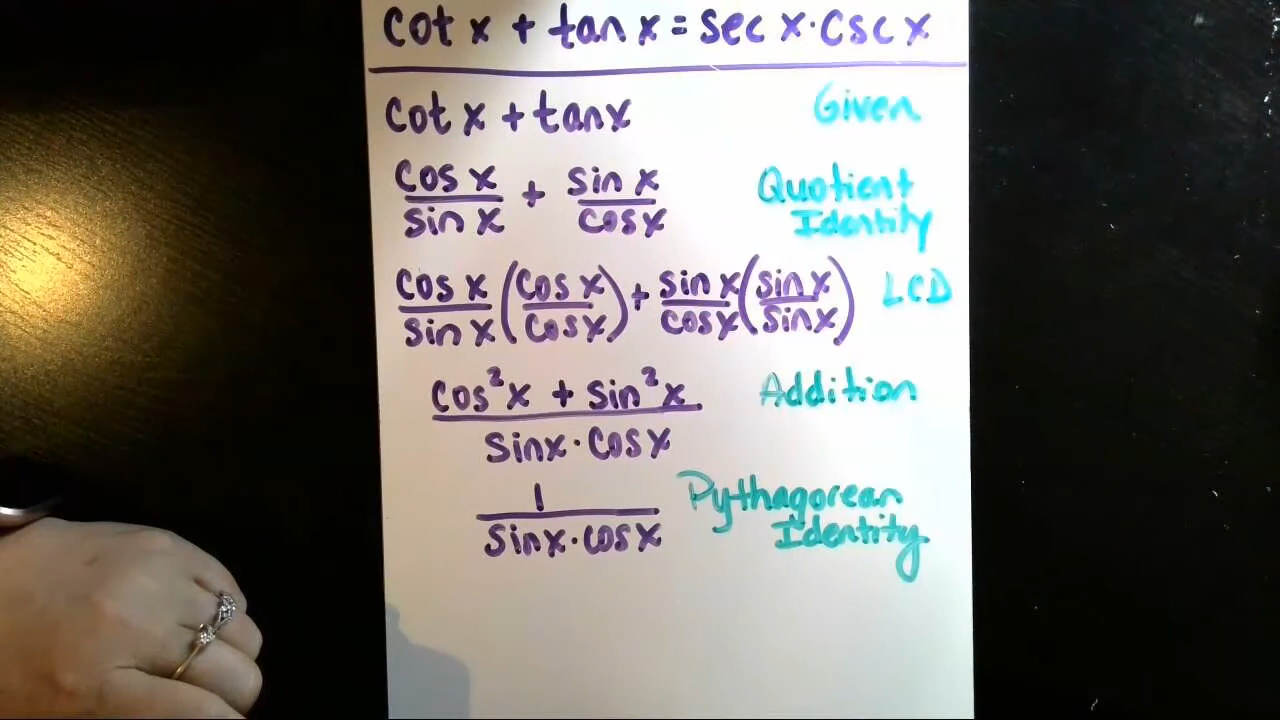 cot x + tan x = sec x · csc x
cot x + tan x Given
cos x / sin x + sin x / cos x Quotient
Identity
cos x / sin x (cos x / cos x) + sin x / cos x (sin x / sin x) LCD
cos²x + sin²x / sin x · cos x Addition
1 / sin x · cos x Pythagorean
Identity